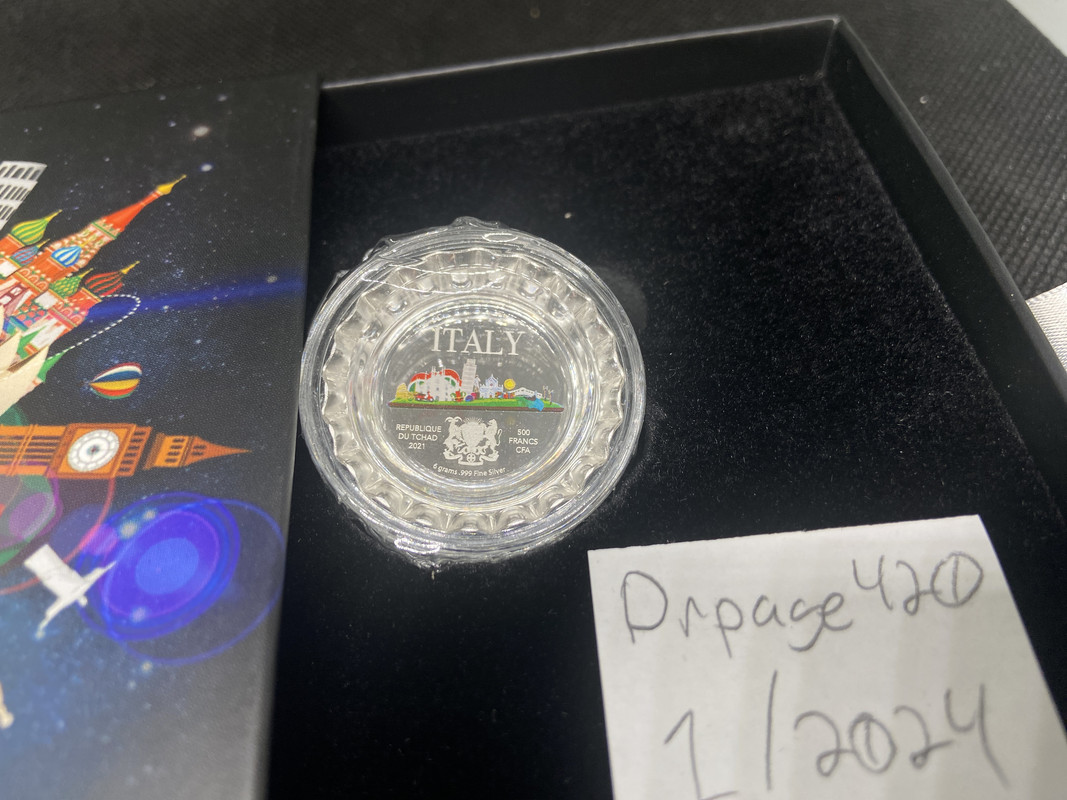 ITALY
REPUBLIQUE
DU TCHAD
2021
500
FRANCS
CFA
6 grams .999 Fine Silver
Drpage420
1/2024